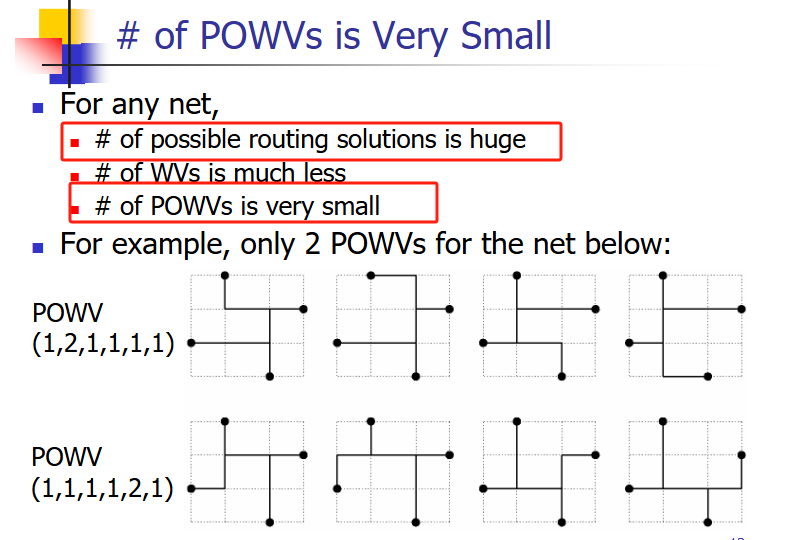 # of POWVs is Very Small
For any net,
# of possible routing solutions is huge
# of WVs is much less
# of POWVs is very small
For example, only 2 POWVs for the net below:
POWV
(1,2,1,1,1,1)
POWV
(1,1,1,1,2,1)